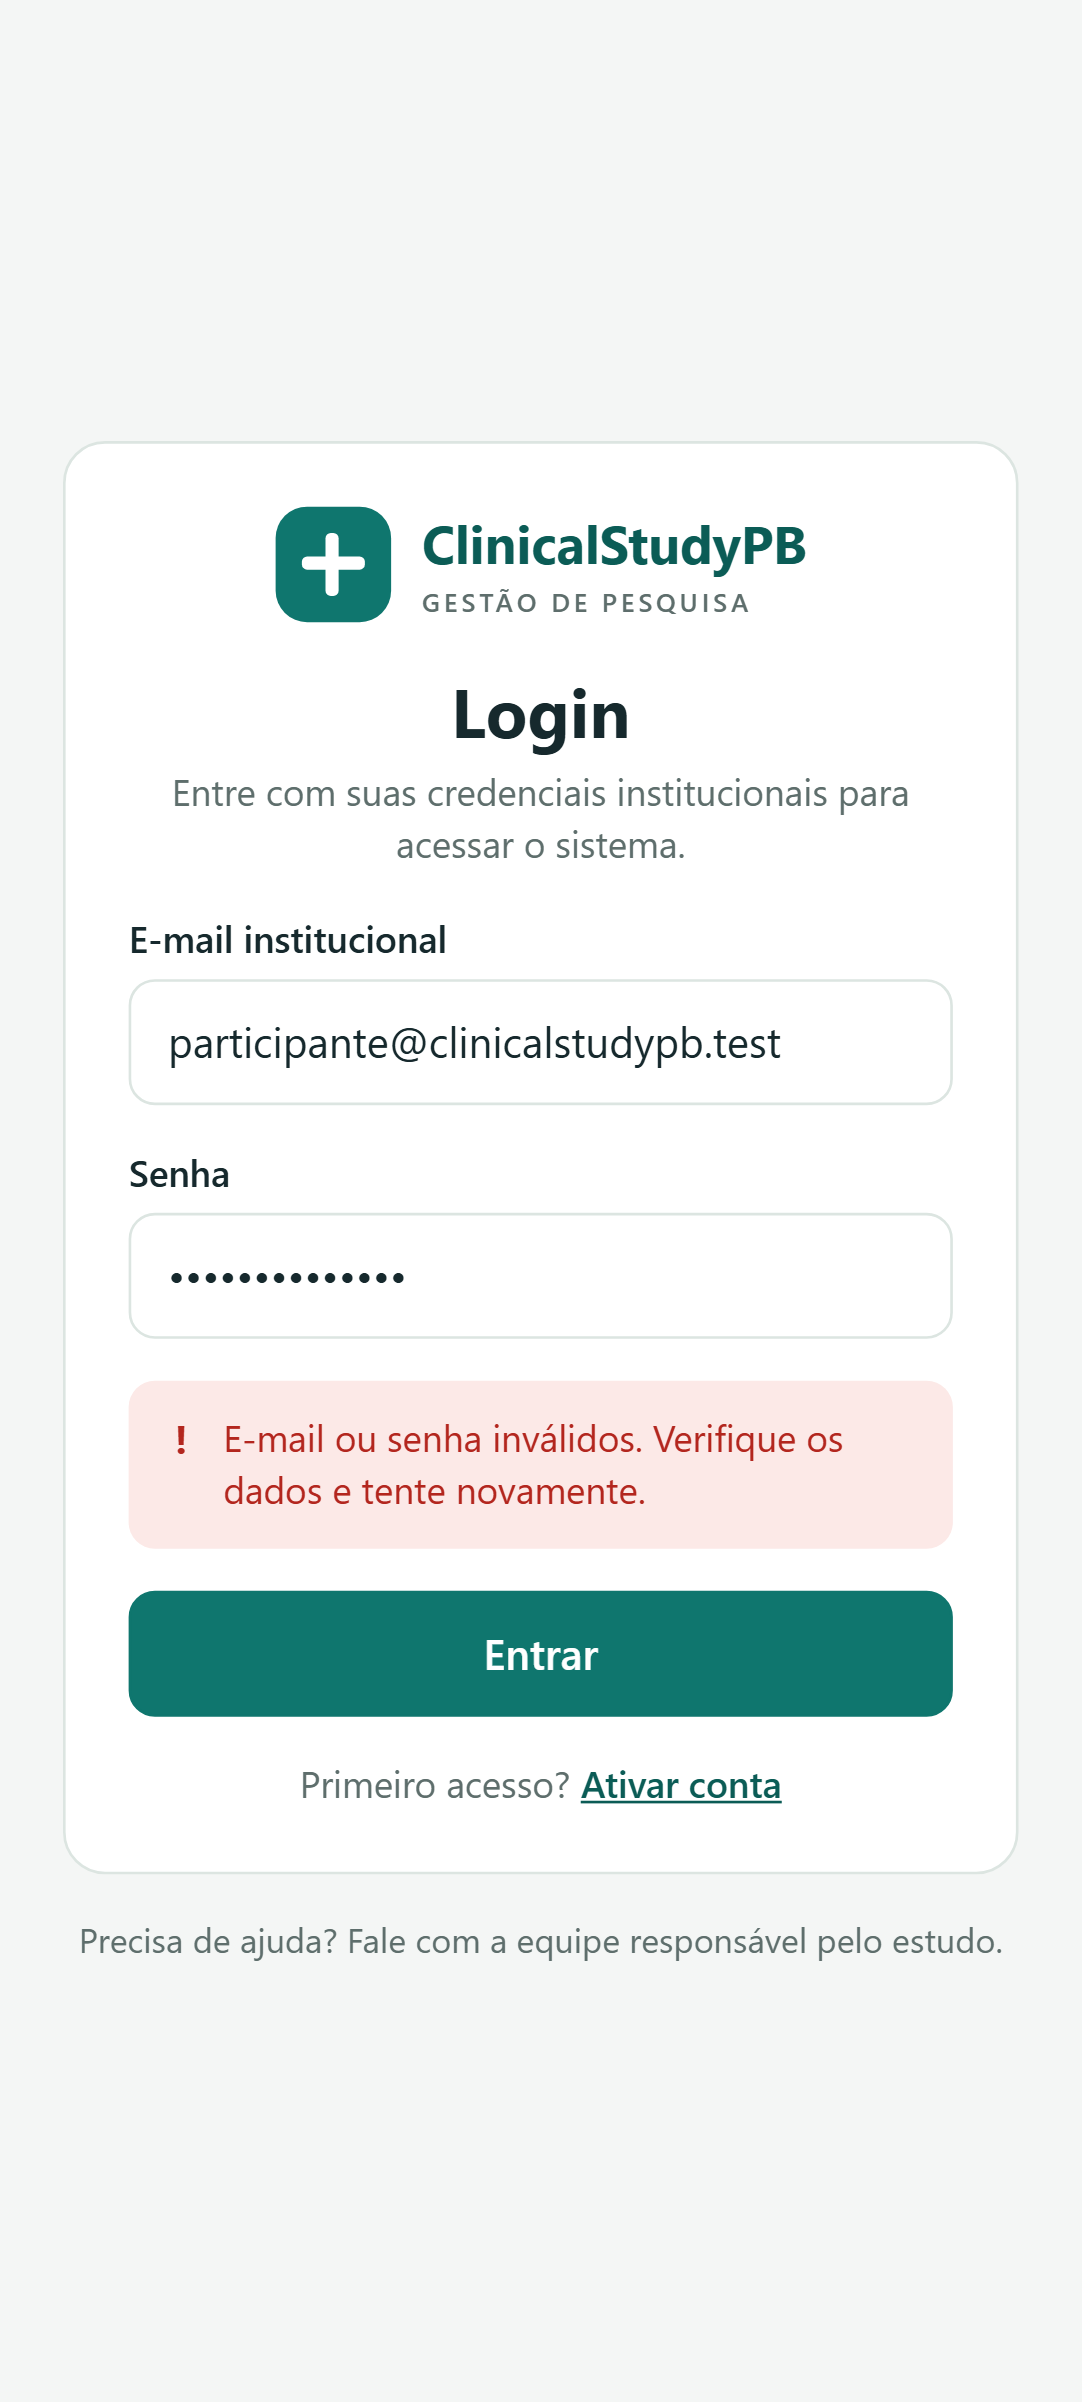 ClinicalStudyPB
GESTÃO DE PESQUISA
Login
Entre com suas credenciais institucionais para
acessar o sistema.
E-mail institucional
participante@clinicalstudypb.test
Senha
••••••••••••••
! E-mail ou senha inválidos. Verifique os
dados e tente novamente.
Entrar
Primeiro acesso? Ativar conta
Precisa de ajuda? Fale com a equipe responsável pelo estudo.